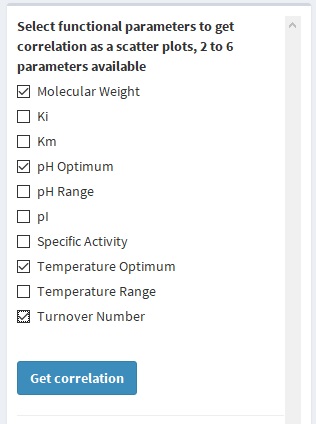 Select functional parameters to get
correlation as a scatter plots, 2 to 6
parameters available
Molecular Weight
Ki
Km
pH Optimum
pH Range
pI
Specific Activity
Temperature Optimum
Temperature Range
Turnover Number
Get correlation